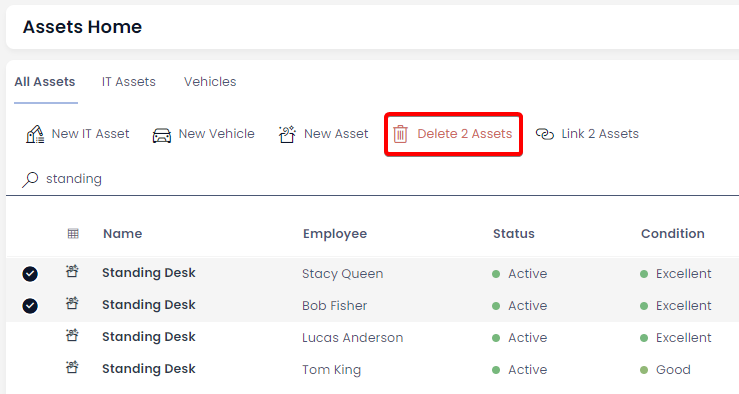 Assets Home
All Assets IT Assets Vehicles
New IT Asset New Vehicle New Asset Delete 2 Assets Link 2 Assets
standing
Name Employee Status Condition
Standing Desk Stacy Queen Active Excellent
Standing Desk Bob Fisher Active Excellent
Standing Desk Lucas Anderson Active Excellent
Standing Desk Tom King Active Good